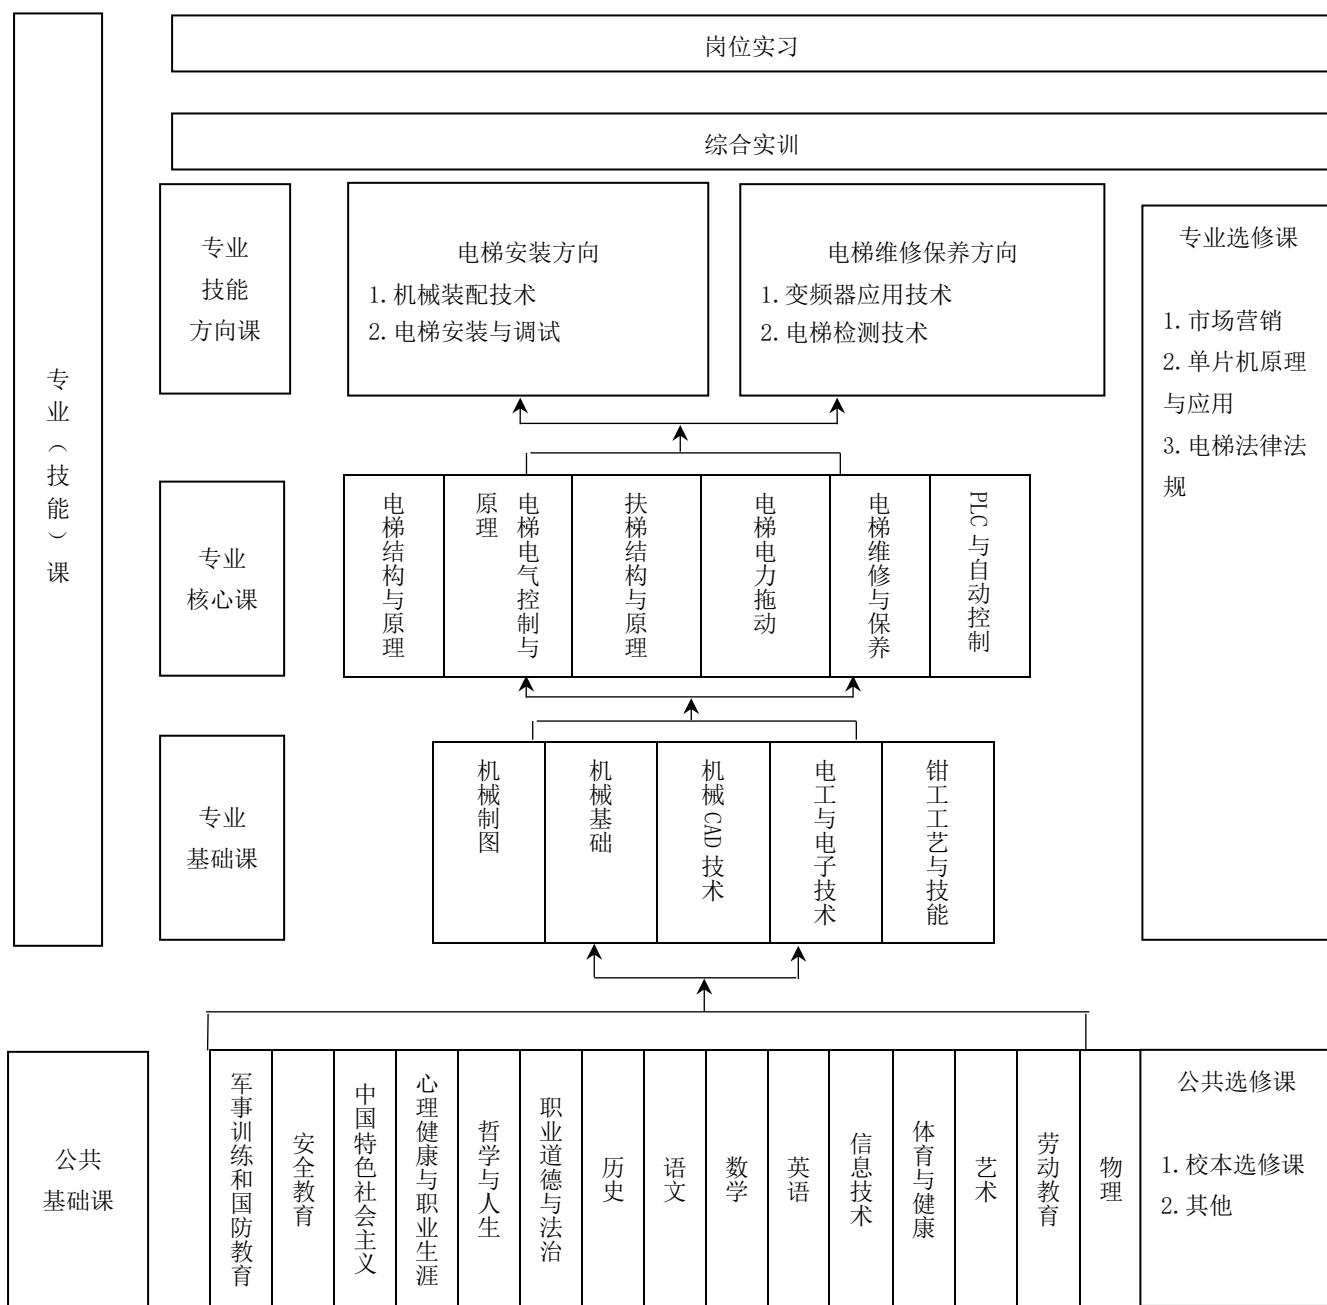 岗位实习
综合实训
专业（技能）课
专业
技能
方向课
电梯安装方向
1.机械装配技术
2.电梯安装与调试
电梯维修保养方向
1.变频器应用技术
2.电梯检测技术
专业选修课
1.市场营销
2.单片机原理
与应用
3.电梯法律法
规
专业
核心课
电梯结构与原理
电梯电气控制与
原理
扶梯结构与原理
电梯电力拖动
电梯维修与保养
PLC 与自动控制
专业
基础课
机械制图
机械基础
机械 CAD 技术
电工与电子技术
钳工工艺与技能
公共
基础课
军事训练和国防教育
安全教育
中国特色社会主义
心理健康与职业生涯
哲学与人生
职业道德与法治
历史
语文
数学
英语
信息技术
体育与健康
艺术
劳动教育
物理
公共选修课
1.校本选修课
2.其他